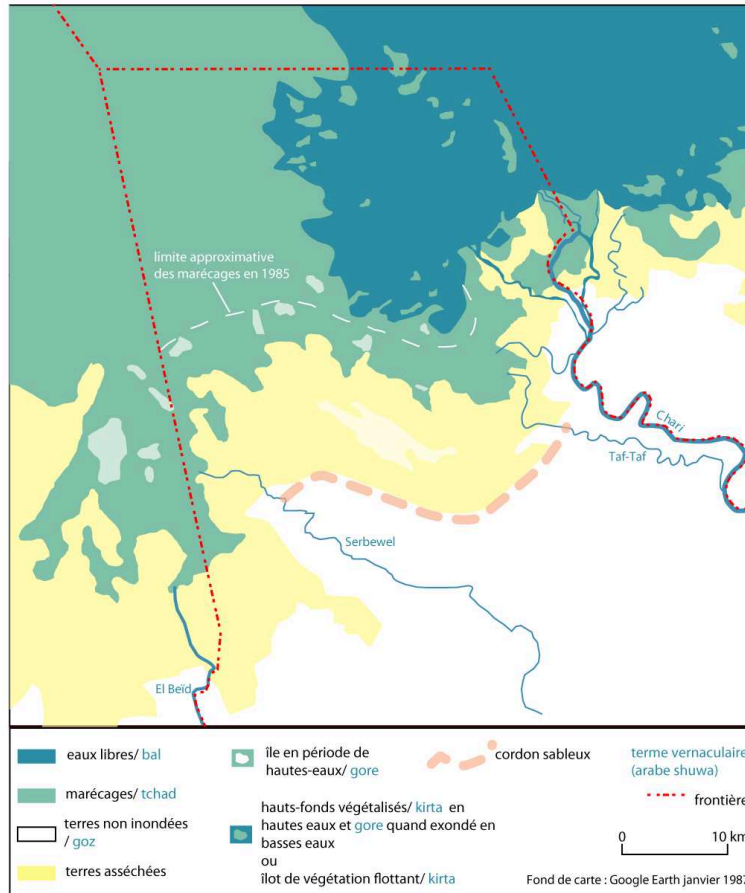 limite approximative
des marécages en 1985
Chari
Taf-Taf
Serbewel
El Beïd
eaux libres/ bal
marécages/ tchad
terres non inondées
/ goz
terres asséchées
île en période de
hautes-eaux/ gore
hauts-fonds végétalisés/ kirta en
hautes eaux et gore quand exondé en
basses eaux
ou
îlot de végétation flottant/ kirta
cordon sableux
terme vernaculaire
(arabe shuwa)
frontière
0 10 km
Fond de carte : Google Earth janvier 1987